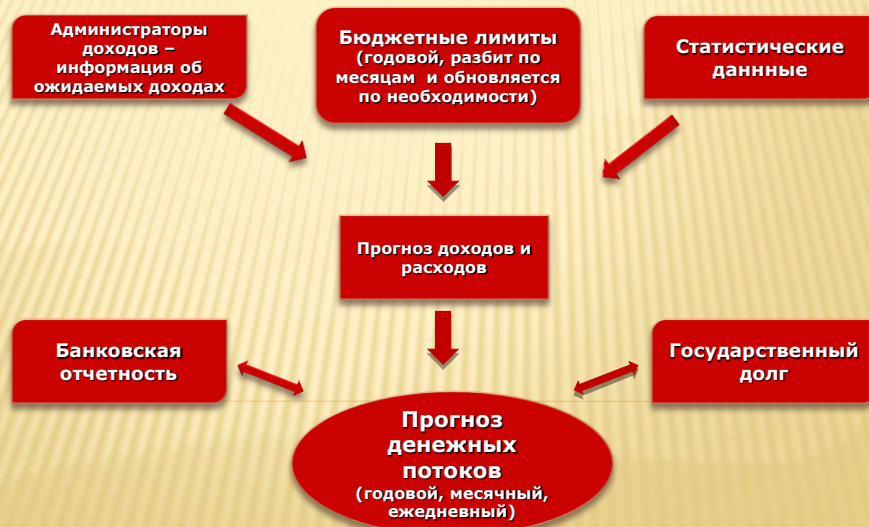 Администраторы
доходов –
информация об
ожидаемых доходах
Бюджетные лимиты
(годовой, разбит по
месяцам и обновляется
по необходимости)
Статистические
даннные
Прогноз доходов и
расходов
Банковская
отчетность
Государственный
долг
Прогноз
денежных
потоков
(годовой, месячный,
ежедневный)